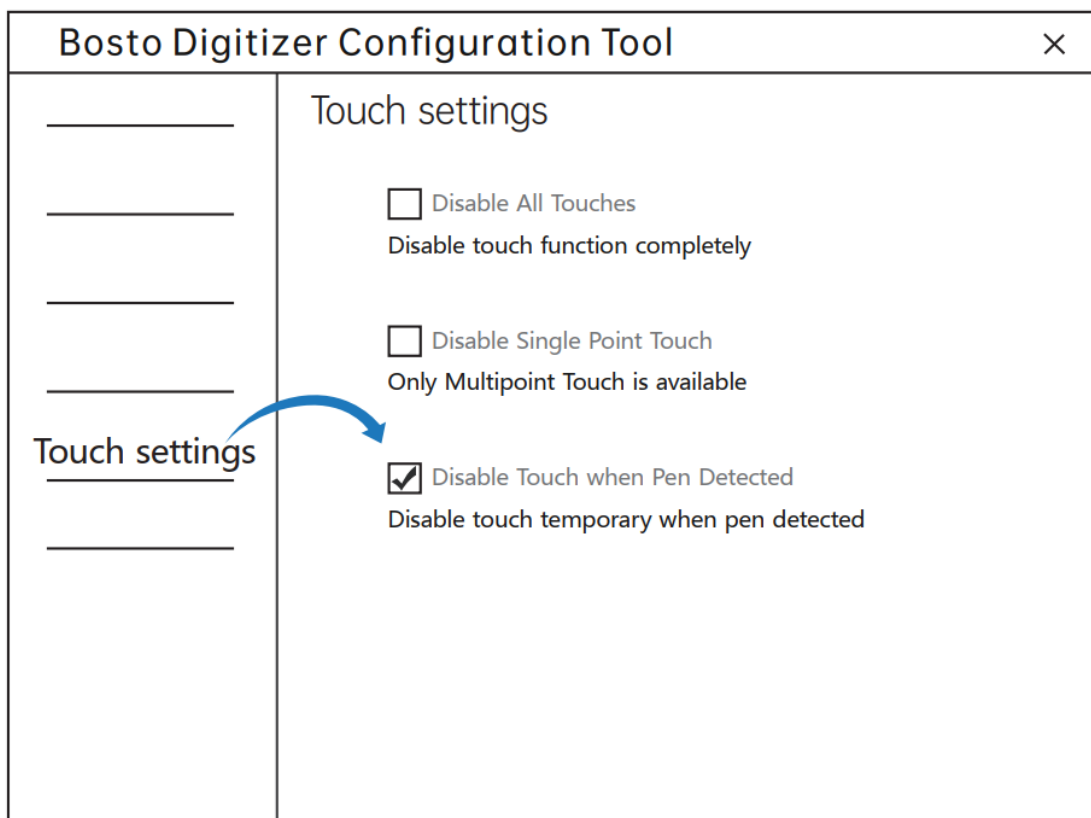 Bosto Digitizer Configuration Tool
Touch settings
Disable All Touches
Disable touch function completely
Disable Single Point Touch
Only Multipoint Touch is available
Touch settings
Disable Touch when Pen Detected
Disable touch temporary when pen detected